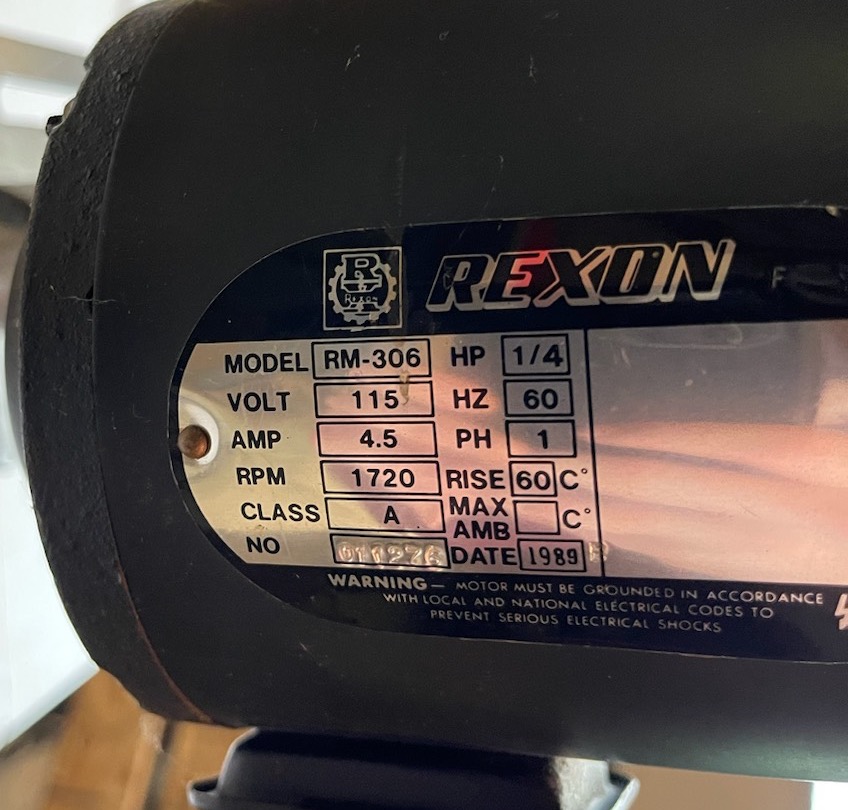 REXON
REXON
MODEL RM-306 HP 1/4
VOLT 115 HZ 60
AMP 4.5 PH 1
RPM 1720 RISE 60 C°
CLASS A MAX AMB C°
NO 011276 DATE 1989
WARNING — MOTOR MUST BE GROUNDED IN ACCORDANCE
WITH LOCAL AND NATIONAL ELECTRICAL CODES TO
PREVENT SERIOUS ELECTRICAL SHOCKS